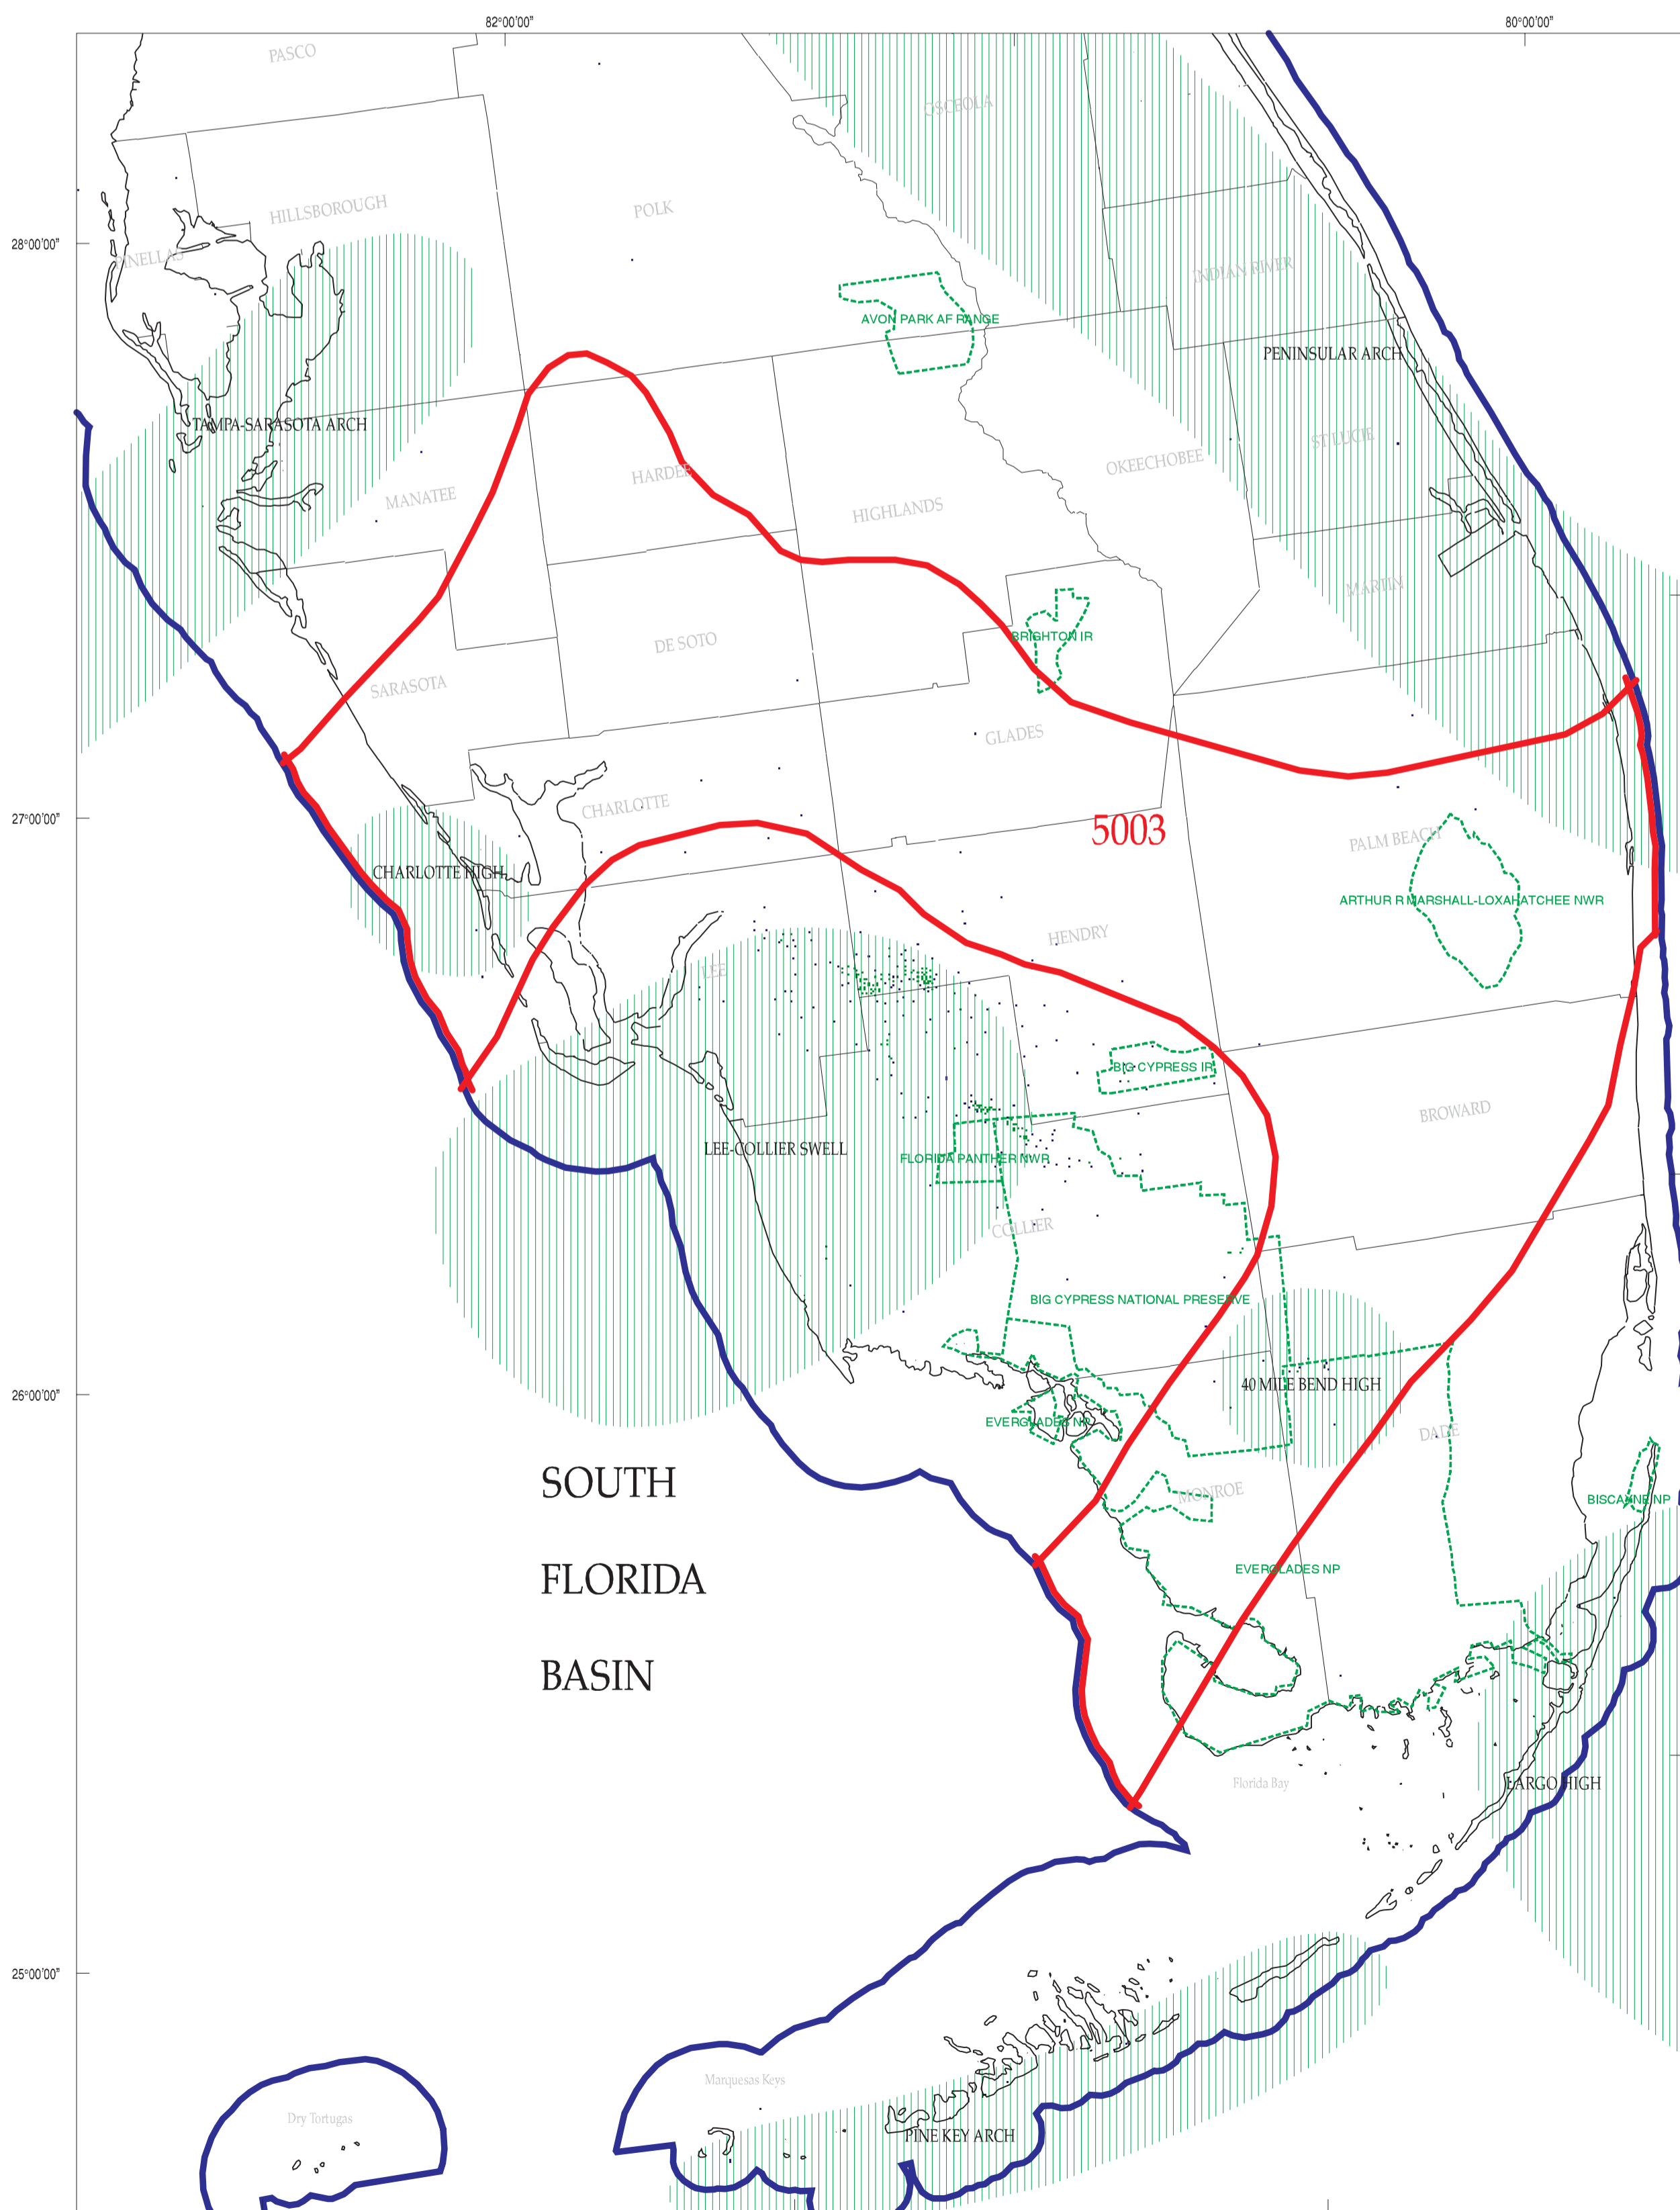 82°00'00"
80°00'00"
PASCO
OSCEOLA
HILLSBOROUGH
POLK
28°00'00"
PINELLAS
INDIAN RIVER
AVON PARK AF RANGE
PENINSULAR ARCH
TAMPA-SARASOTA ARCH
ST LUCIE
OKEECHOBEE
HARDEE
MANATEE
HIGHLANDS
MARTIN
BRIGHTON IR
DE SOTO
SARASOTA
GLADES
CHARLOTTE
27°00'00"
5003
PALM BEACH
CHARLOTTE HIGH
ARTHUR R MARSHALL-LOXAHATCHEE NWR
HENDRY
LEE
BIG CYPRESS IR
BROWARD
LEE-COLLIER SWELL
FLORIDA PANTHER NWR
COLLIER
BIG CYPRESS NATIONAL PRESERVE
26°00'00"
40 MILE BEND HIGH
EVERGLADES NP
DADE
SOUTH
MONROE
BISCAYNE NP
EVERGLADES NP
FLORIDA
BASIN
Florida Bay
LARGO HIGH
25°00'00"
Marquesas Keys
Dry Tortugas
PINE KEY ARCH